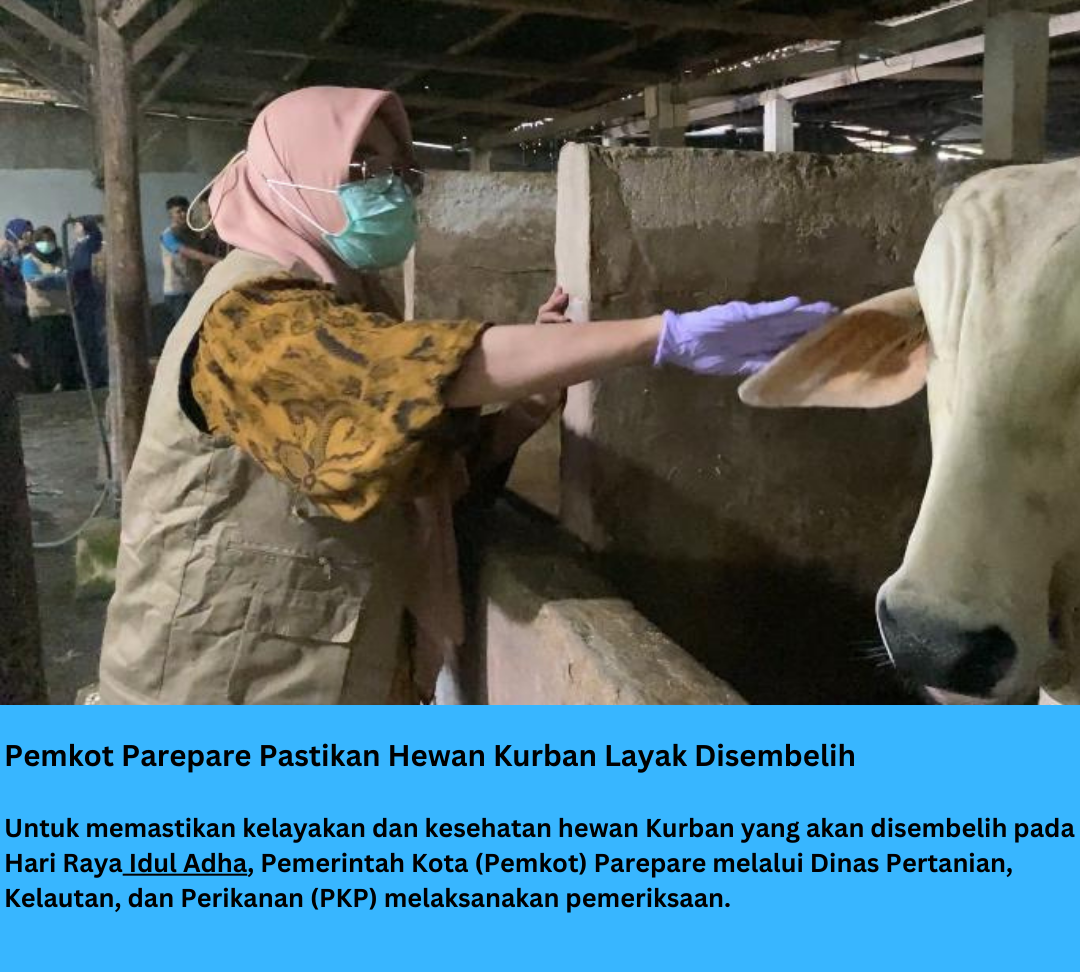 Pemkot Parepare Pastikan Hewan Kurban Layak Disembelih
Untuk memastikan kelayakan dan kesehatan hewan Kurban yang akan disembelih pada
Hari Raya Idul Adha, Pemerintah Kota (Pemkot) Parepare melalui Dinas Pertanian,
Kelautan, dan Perikanan (PKP) melaksanakan pemeriksaan.